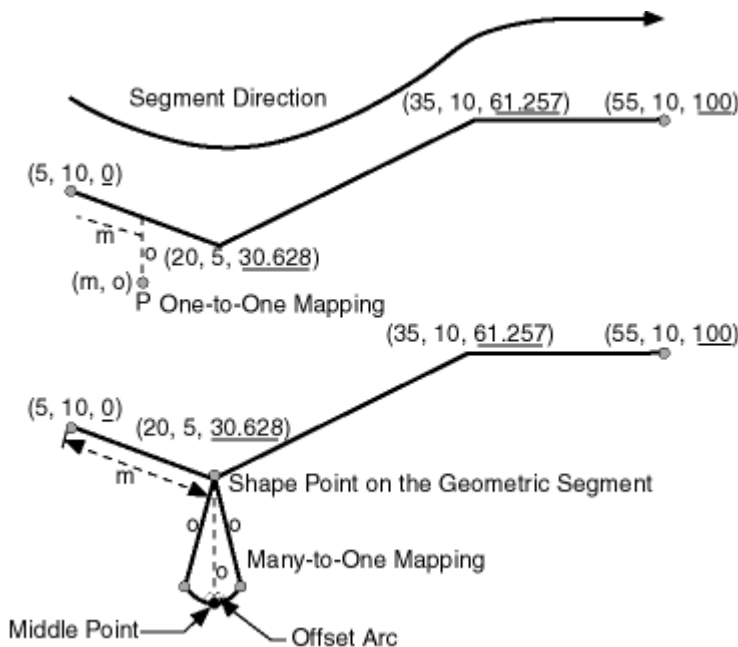 Segment Direction
(35, 10, 61.257) (55, 10, 100)
(5, 10, 0)
m
o (20, 5, 30.628)
(m, o)
P One-to-One Mapping
(35, 10, 61.257) (55, 10, 100)
(5, 10, 0) (20, 5, 30.628)
m
Shape Point on the Geometric Segment
o o
Many-to-One Mapping
o
Middle Point Offset Arc